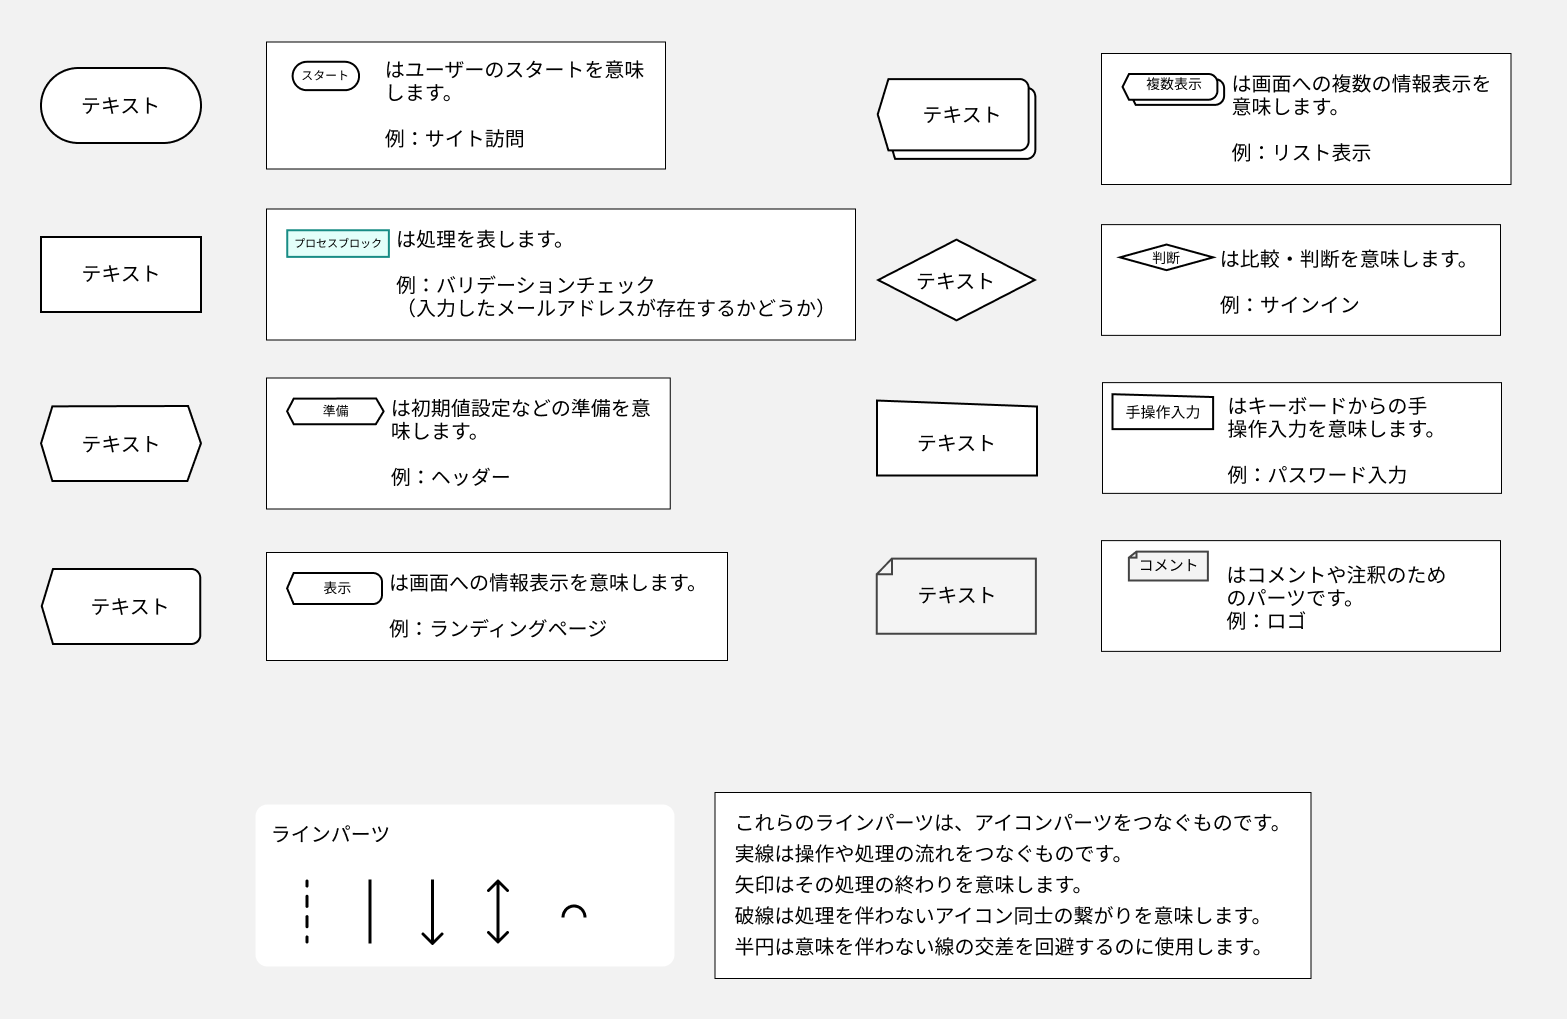 テキスト
スタート
はユーザーのスタートを意味
します。
例：サイト訪問
テキスト
プロセスブロック
は処理を表します。
例：バリデーションチェック
（入力したメールアドレスが存在するかどうか）
テキスト
準備
は初期値設定などの準備を意
味します。
例：ヘッダー
テキスト
表示
は画面への情報表示を意味します。
例：ランディングページ
テキスト
複数表示
は画面への複数の情報表示を
意味します。
例：リスト表示
テキスト
判断
は比較・判断を意味します。
例：サインイン
テキスト
手操作入力
はキーボードからの手
操作入力を意味します。
例：パスワード入力
テキスト
コメント
はコメントや注釈のため
のパーツです。
例：ロゴ
ラインパーツ
これらのラインパーツは、アイコンパーツをつなぐものです。
実線は操作や処理の流れをつなぐものです。
矢印はその処理の終わりを意味します。
破線は処理を伴わないアイコン同士の繋がりを意味します。
半円は意味を伴わない線の交差を回避するのに使用します。